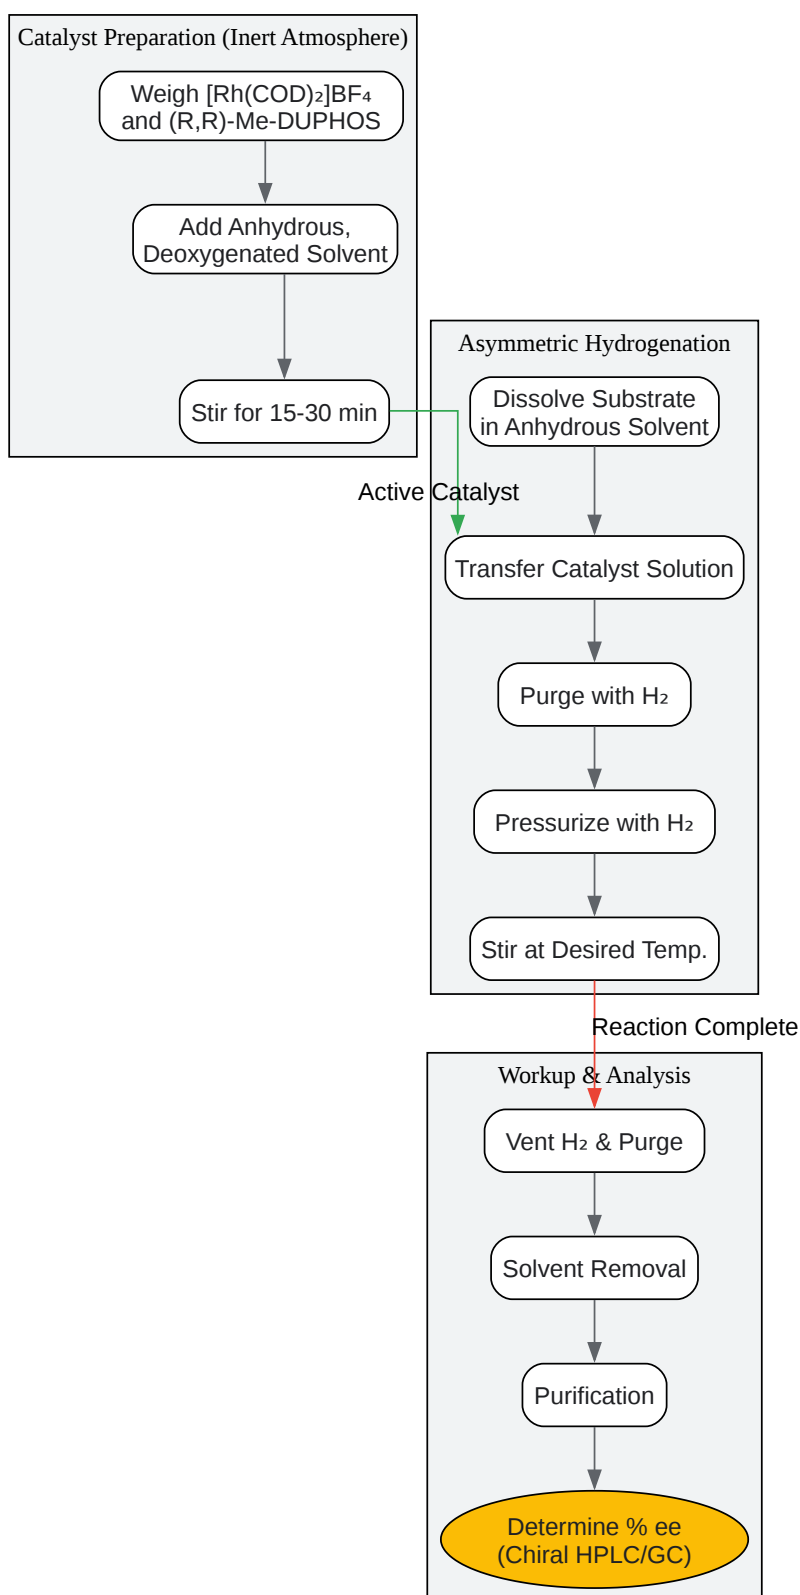 Catalyst Preparation (Inert Atmosphere)
Weigh [Rh(COD)₂]BF₄
and (R,R)-Me-DUPHOS
Add Anhydrous,
Deoxygenated Solvent
Stir for 15-30 min
Active Catalyst
Asymmetric Hydrogenation
Dissolve Substrate
in Anhydrous Solvent
Transfer Catalyst Solution
Purge with H₂
Pressurize with H₂
Stir at Desired Temp.
Reaction Complete
Workup & Analysis
Vent H₂ & Purge
Solvent Removal
Purification
Determine % ee
(Chiral HPLC/GC)